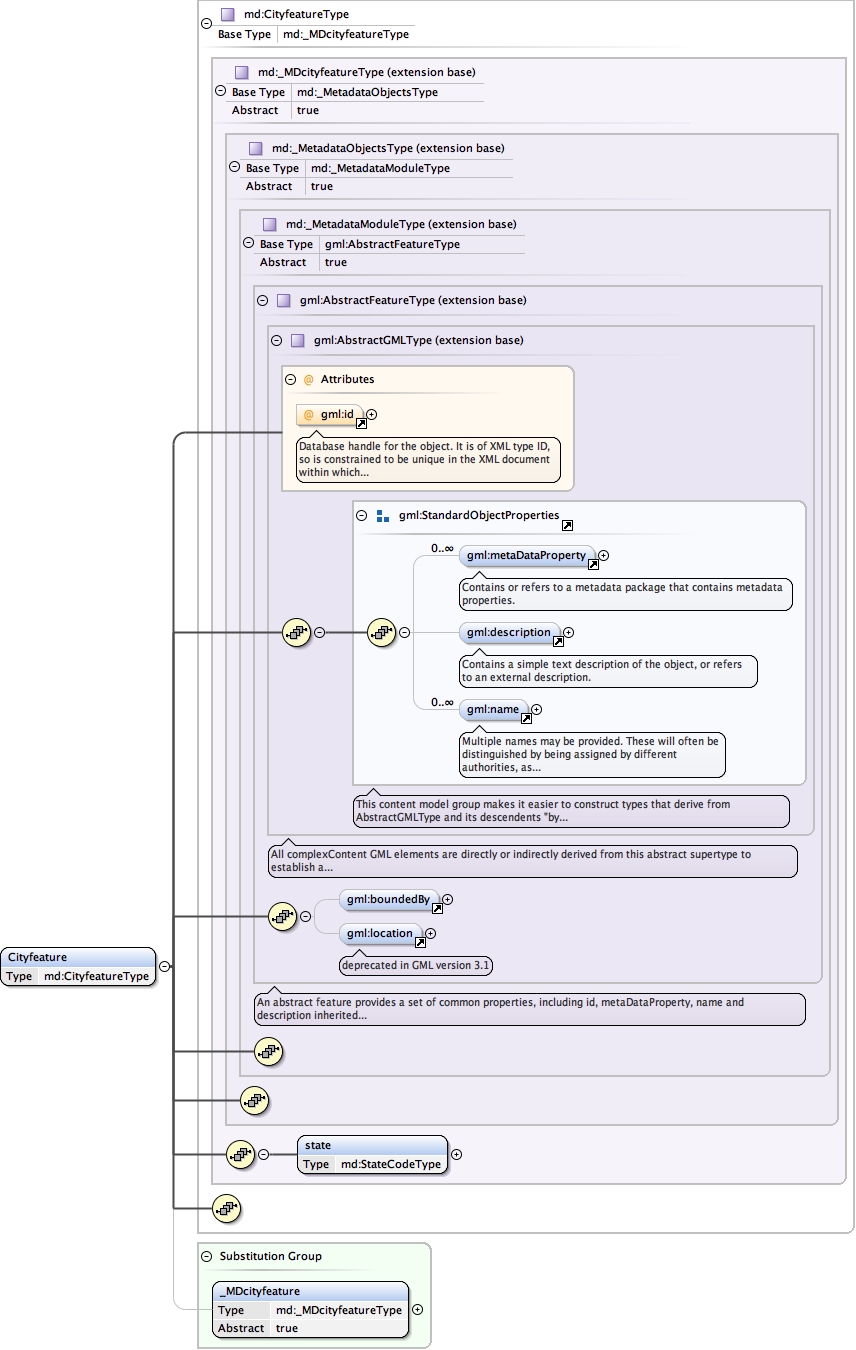 md:CityfeatureType
Base Type md:_MDcityfeatureType
md:_MDcityfeatureType (extension base)
Base Type md:_MetadataObjectsType
Abstract true
md:_MetadataObjectsType (extension base)
Base Type md:_MetadataModuleType
Abstract true
md:_MetadataModuleType (extension base)
Base Type gml:AbstractFeatureType
Abstract true
gml:AbstractFeatureType (extension base)
gml:AbstractGMLType (extension base)
@ Attributes
@ gml:id
Database handle for the object. It is of XML type ID,
so is constrained to be unique in the XML document
within which...
gml:StandardObjectProperties
0..∞
gml:metaDataProperty
Contains or refers to a metadata package that contains metadata
properties.
gml:description
Contains a simple text description of the object, or refers
to an external description.
0..∞
gml:name
Multiple names may be provided. These will often be
distinguished by being assigned by different
authorities, as...
This content model group makes it easier to construct types that derive from
AbstractGMLType and its descendents "by...
All complexContent GML elements are directly or indirectly derived from this abstract supertype to
establish a...
gml:boundedBy
gml:location
deprecated in GML version 3.1
Cityfeature
Type md:CityfeatureType
An abstract feature provides a set of common properties, including id, metaDataProperty, name and
description inherited...
state
Type md:StateCodeType
Substitution Group
_MDcityfeature
Type md:_MDcityfeatureType
Abstract true